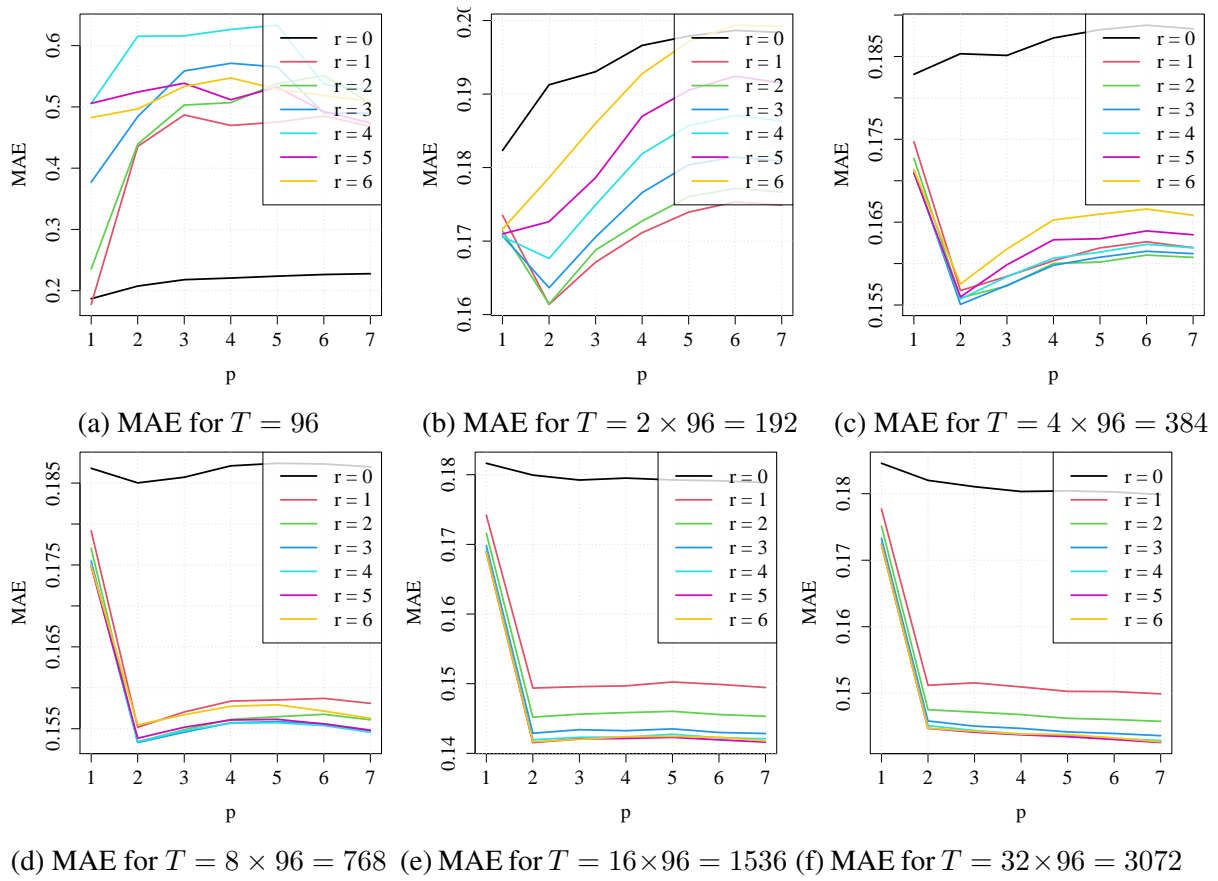 0.6
0.5
0.4
0.3
0.2
MAE
1 2 3 4 5 6 7
p
r = 0
r = 1
r = 2
r = 3
r = 4
r = 5
r = 6
(a) MAE for T = 96
0.20
0.19
0.18
0.17
0.16
MAE
1 2 3 4 5 6 7
p
r = 0
r = 1
r = 2
r = 3
r = 4
r = 5
r = 6
(b) MAE for T = 2 × 96 = 192
0.185
0.175
0.165
0.155
MAE
1 2 3 4 5 6 7
p
r = 0
r = 1
r = 2
r = 3
r = 4
r = 5
r = 6
(c) MAE for T = 4 × 96 = 384
0.185
0.175
0.165
0.155
MAE
1 2 3 4 5 6 7
p
r = 0
r = 1
r = 2
r = 3
r = 4
r = 5
r = 6
(d) MAE for T = 8 × 96 = 768
0.18
0.17
0.16
0.15
0.14
MAE
1 2 3 4 5 6 7
p
r = 0
r = 1
r = 2
r = 3
r = 4
r = 5
r = 6
(e) MAE for T = 16×96 = 1536
0.18
0.17
0.16
0.15
MAE
1 2 3 4 5 6 7
p
r = 0
r = 1
r = 2
r = 3
r = 4
r = 5
r = 6
(f) MAE for T = 32×96 = 3072